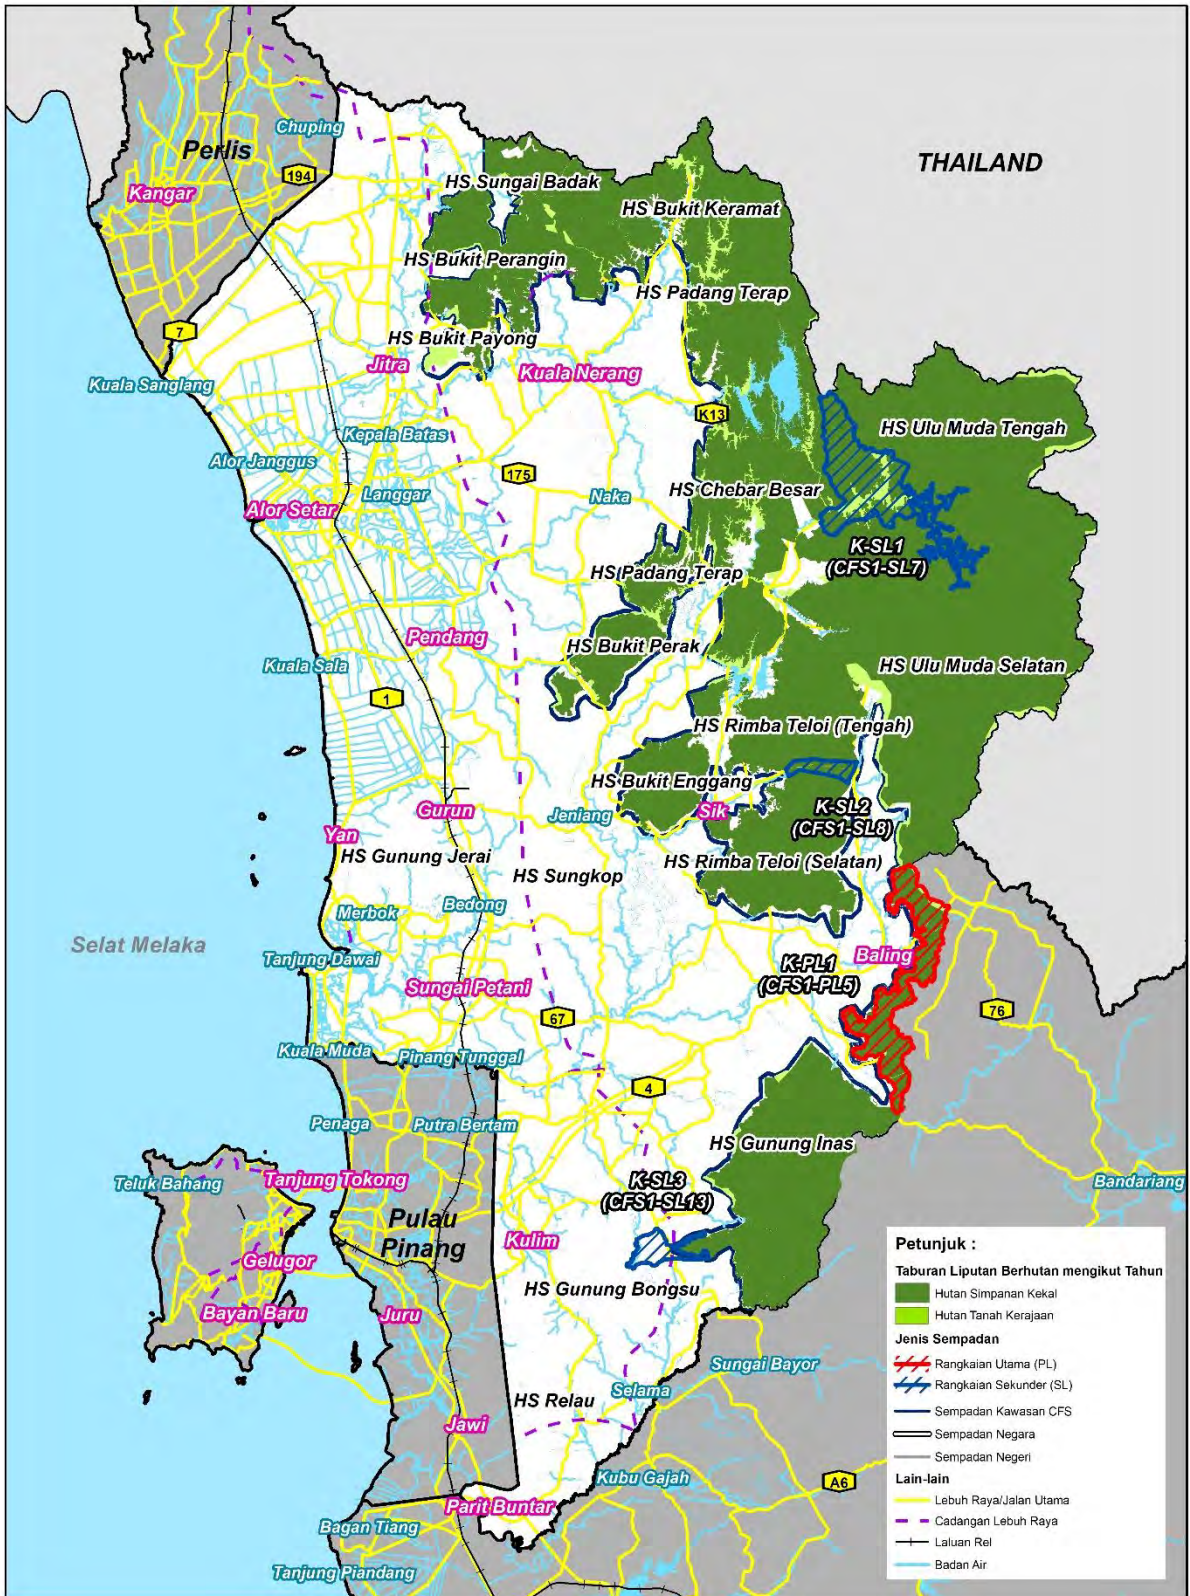 Chuping
Perlis
194
Kangar
THAILAND
HS Sungai Badak
HS Bukit Keramat
HS Bukit Perangin
HS Padang Terap
7
HS Bukit Payong
Jitra
Kuala Nerang
Kuala Sanglang
K13
HS Ulu Muda Tengah
Kepala Batas
Alor Janggus
175
Langgar
Naka
HS Chebar Besar
Alor Setar
K-SL1
(CFS1-SL7)
HS Padang Terap
Pendang
HS Bukit Perak
Kuala Sala
HS Ulu Muda Selatan
1
HS Rimba Teloi (Tengah)
HS Bukit Enggang
Gurun
Jeniang
Sik
K-SL2
(CFS1-SL8)
Yan
HS Gunung Jerai
HS Rimba Teloi (Selatan)
HS Sungkop
Merbok
Bedong
Selat Melaka
Tanjung Dawai
Baling
K-PL1
(CFS1-PL5)
Sungai Petani
67
76
Kuala Muda
Pinang Tunggal
4
Penaga
Putra Bertam
HS Gunung Inas
Teluk Bahang
Tanjung Tokong
K-SL3
(CFS1-SL13)
Bandariang
Pulau
Pinang
Kulim
Gelugor
HS Gunung Bongsu
Bayan Baru
Juru
Sungai Bayor
Selama
HS Relau
Jawi
Kubu Gajah
A6
Parit Buntar
Bagan Tiang
Tanjung Piandang
Petunjuk :
Taburan Liputan Berhutan mengikut Tahun
Hutan Simpanan Kekal
Hutan Tanah Kerajaan
Jenis Sempadan
Rangkaian Utama (PL)
Rangkaian Sekunder (SL)
Sempadan Kawasan CFS
Sempadan Negara
Sempadan Negeri
Lain-lain
Lebuh Raya/Jalan Utama
Cadangan Lebuh Raya
Laluan Rel
Badan Air